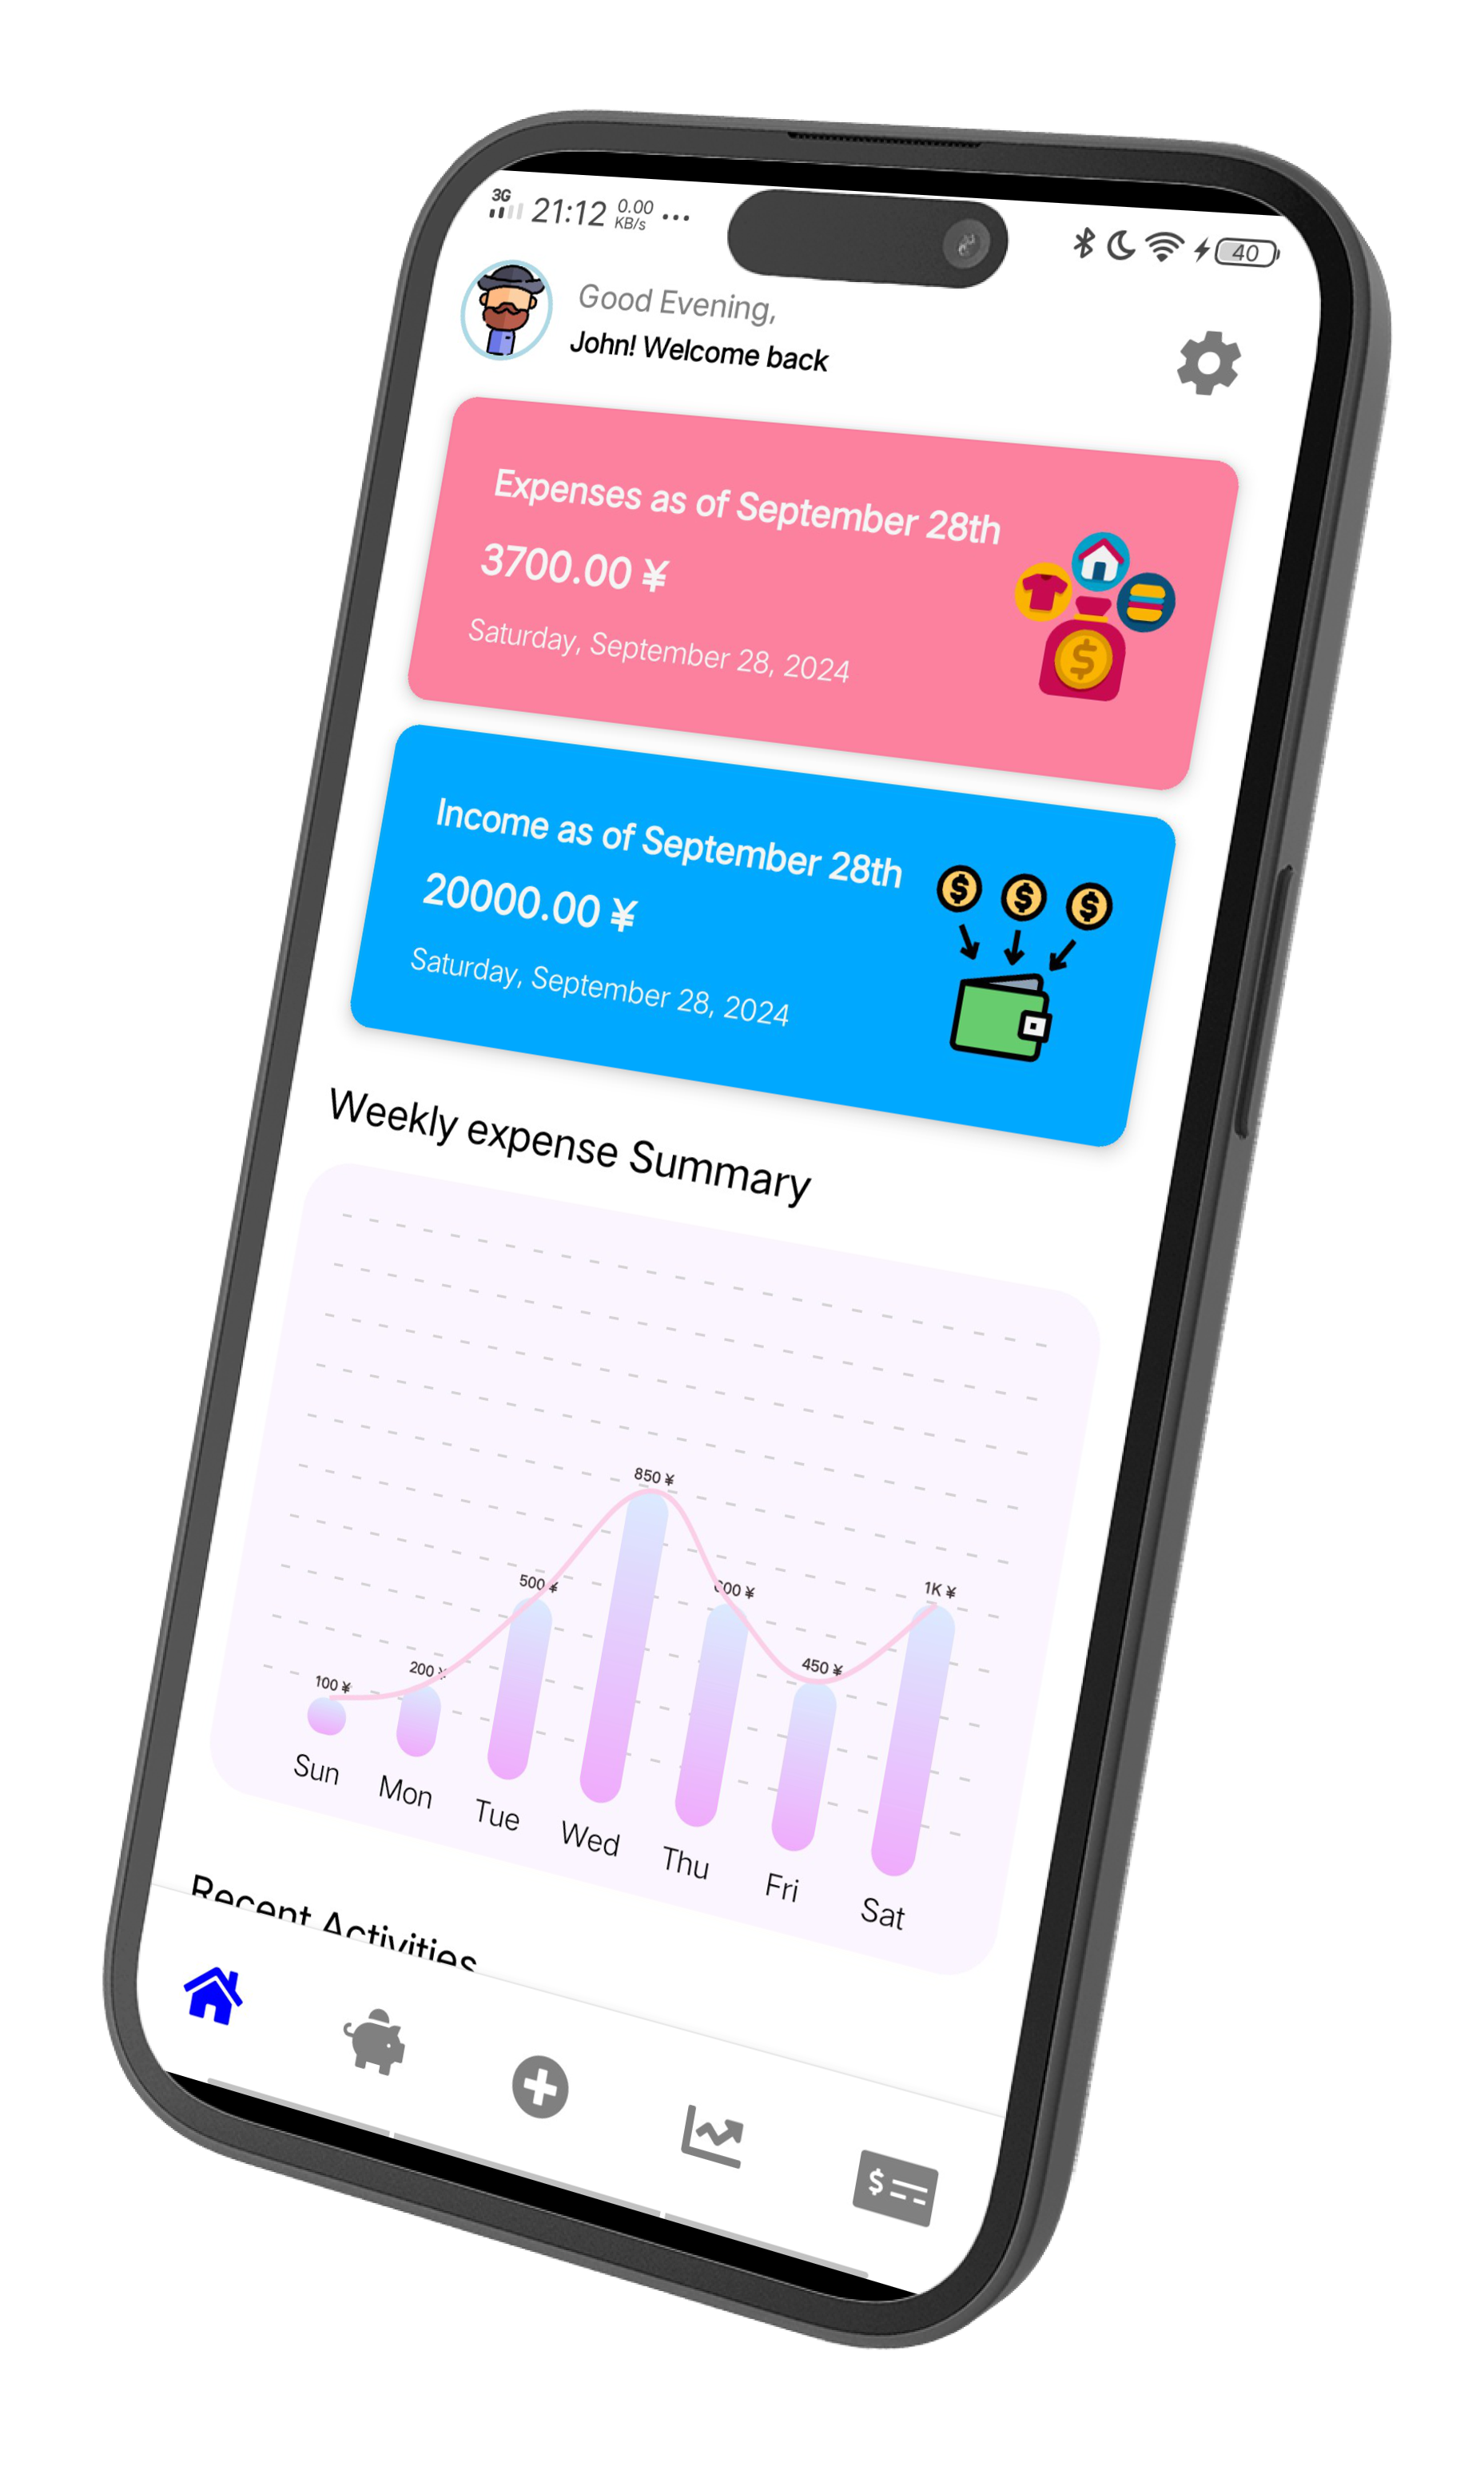 3G
21:12
0.00
KB/s
40
Good Evening,
John! Welcome back
Expenses as of September 28th
3700.00 ¥
Saturday, September 28, 2024
Income as of September 28th
20000.00 ¥
Saturday, September 28, 2024
Weekly expense Summary
850 ¥
500 ¥
600 ¥
1K ¥
450 ¥
200 ¥
100 ¥
Sun Mon Tue Wed Thu Fri Sat
Recent Activities